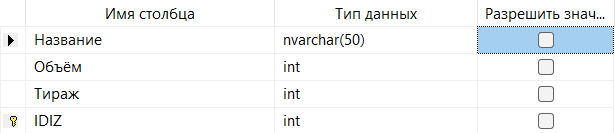 Имя столбца Тип данных Разрешить знач...
Название nvarchar(50)
Объём int
Тираж int
IDIZ int